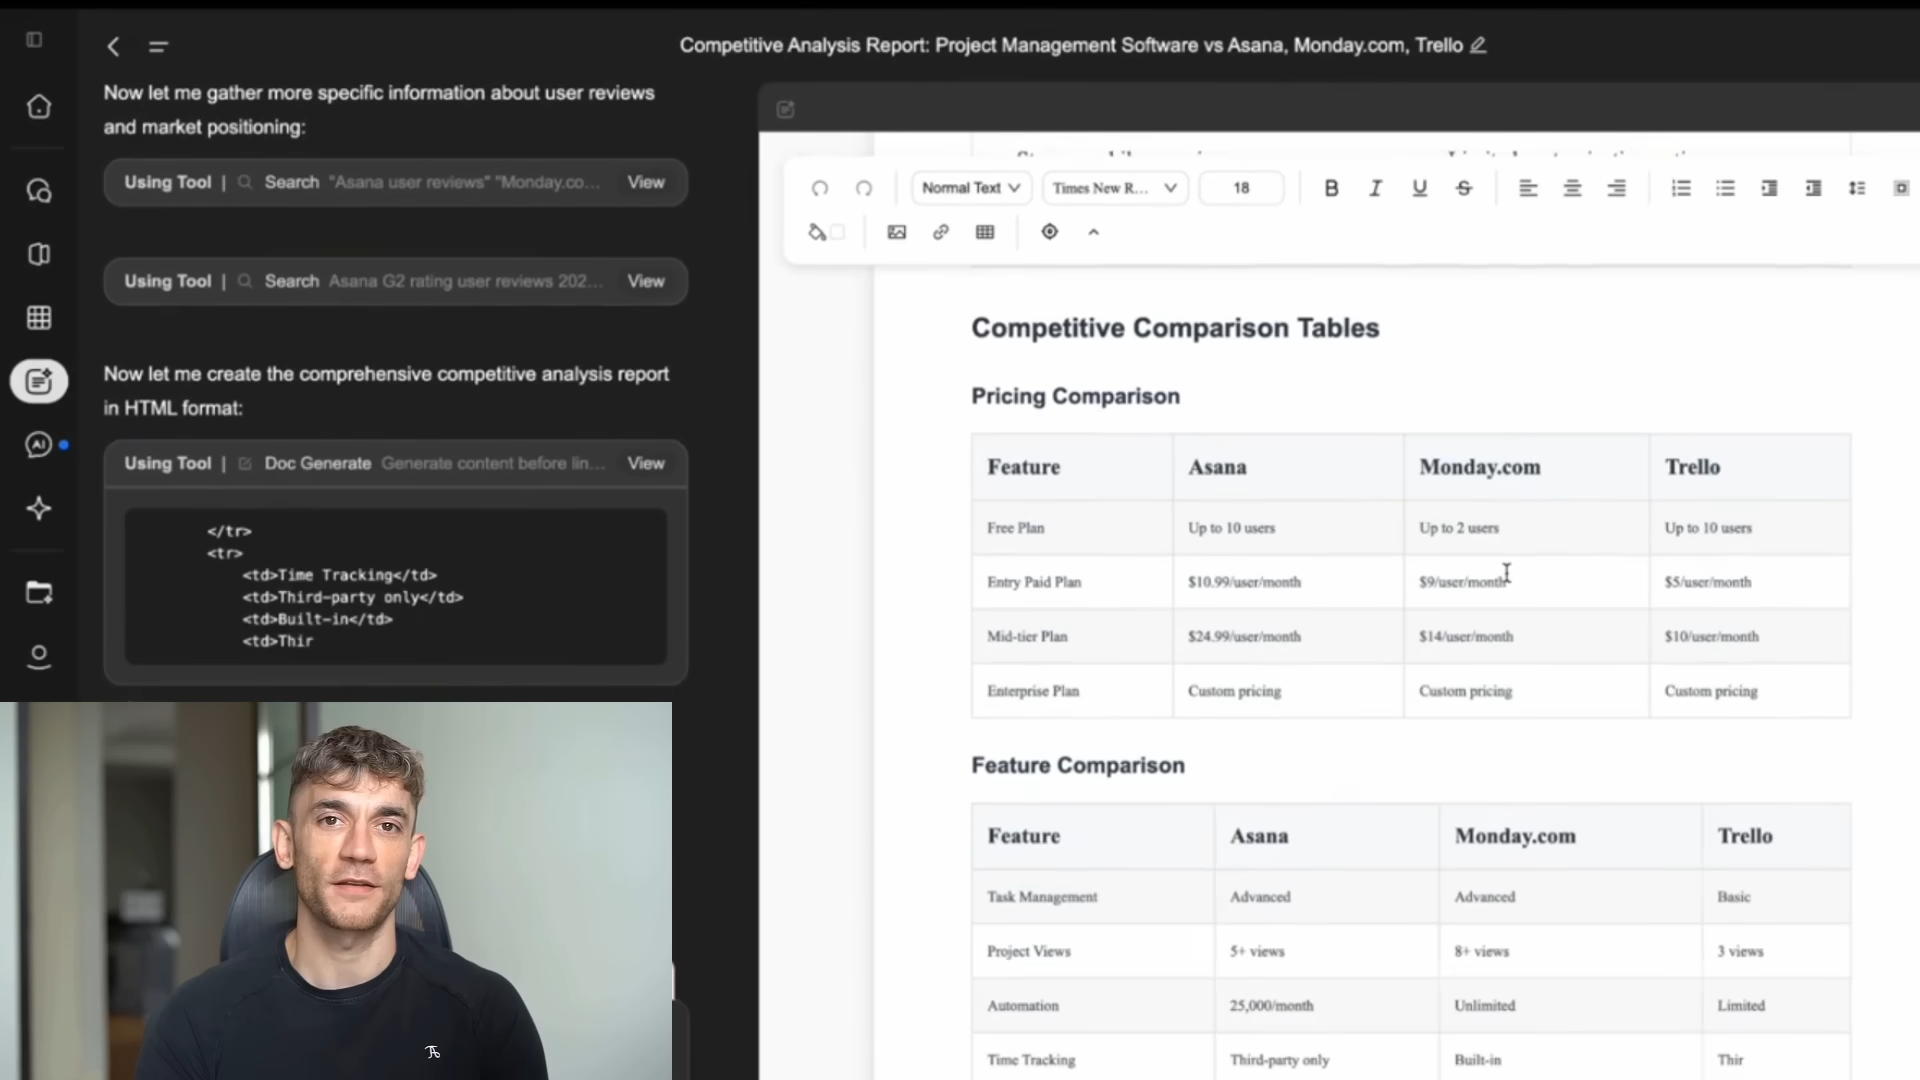 Competitive Analysis Report: Project Management Software vs Asana, Monday.com, Trello
Now let me gather more specific information about user reviews
and market positioning:
Using Tool | Search "Asana user reviews" "Monday.co... View
Using Tool | Search Asana G2 rating user reviews 202... View
Now let me create the comprehensive competitive analysis report
in HTML format:
Using Tool | Doc Generate Generate content before lin... View
</tr>
<tr>
<td>Time Tracking</td>
<td>Third-party only</td>
<td>Built-in</td>
<td>Thir
AI
Normal Text Times New R... 18 B I U S
Competitive Comparison Tables
Pricing Comparison
Feature Asana Monday.com Trello
Free Plan Up to 10 users Up to 2 users Up to 10 users
Entry Paid Plan $10.99/user/month $9/user/month $5/user/month
Mid-tier Plan $24.99/user/month $14/user/month $10/user/month
Enterprise Plan Custom pricing Custom pricing Custom pricing
Feature Comparison
Feature Asana Monday.com Trello
Task Management Advanced Advanced Basic
Project Views 5+ views 8+ views 3 views
Automation 25,000/month Unlimited Limited
Time Tracking Third-party only Built-in Thir